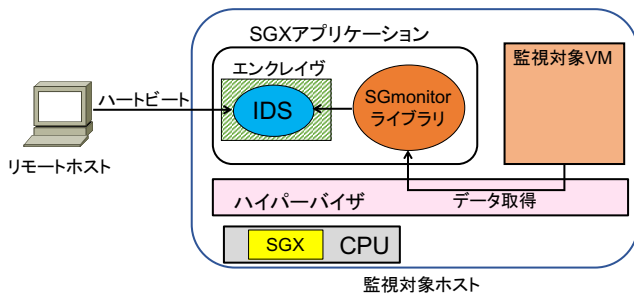 SGXアプリケーション
エンクレイヴ
監視対象VM
ハートビート
IDS
SGmonitor
ライブラリ
リモートホスト
ハイパーバイザ
データ取得
SGX
CPU
監視対象ホスト